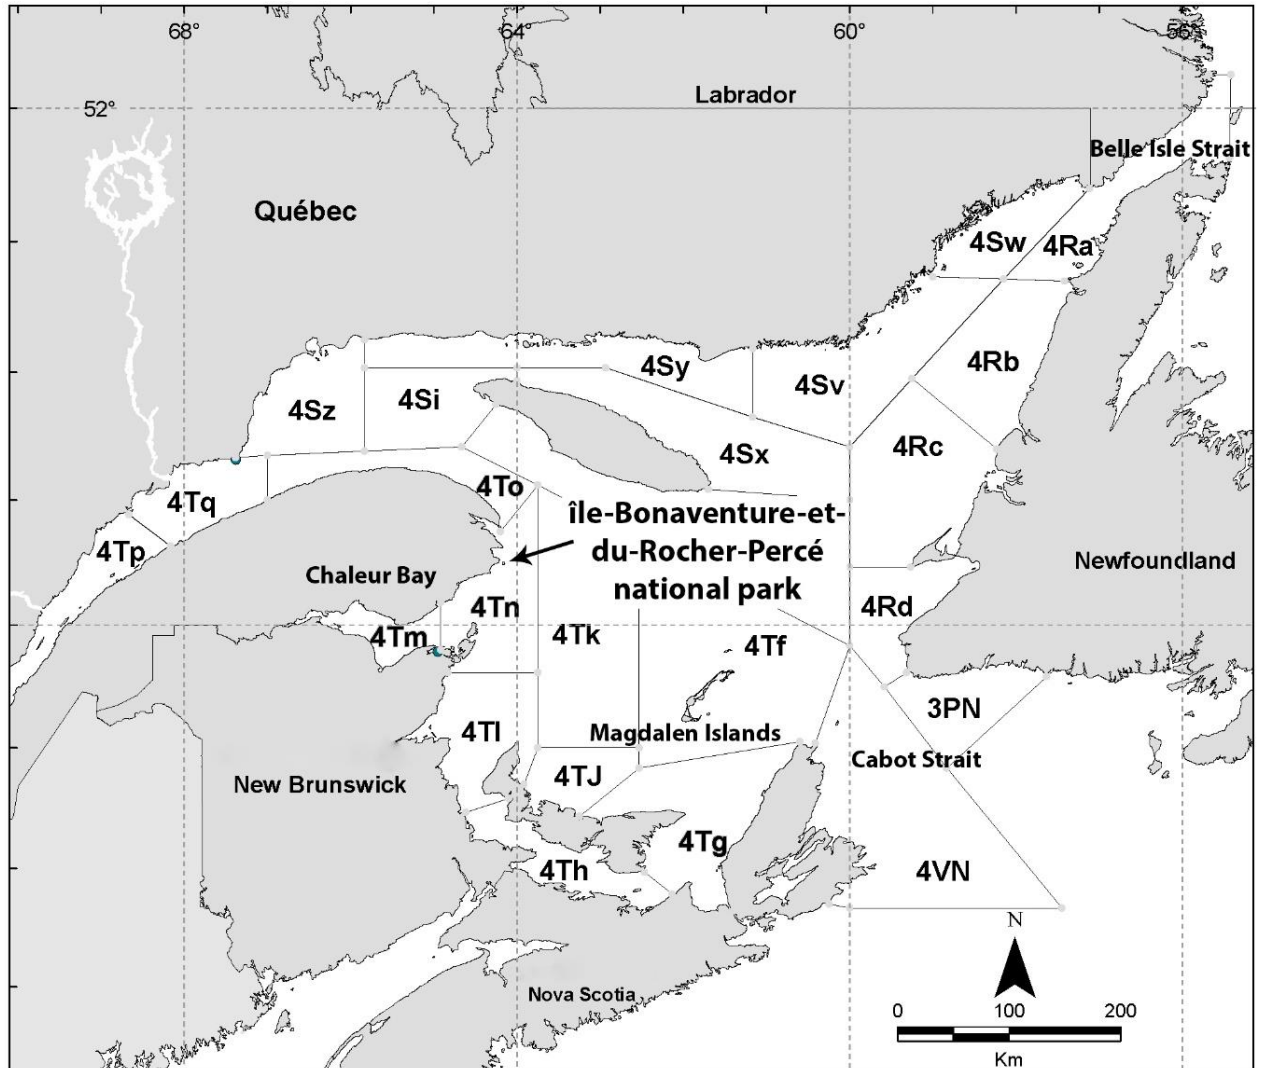 68°
64°
60°
56°
52°
Labrador
Belle Isle Strait
Québec
4Sw
4Ra
4Sy
4Rb
4Sv
4Si
4Sz
4Rc
4Sx
4To
4Tq
île-Bonaventure-et-
du-Rocher-Percé
national park
4Tp
Newfoundland
Chaleur Bay
4Tn
4Rd
4Tm
4Tk
4Tf
3PN
4Tl
Magdalen Islands
Cabot Strait
4TJ
New Brunswick
4Tg
4Th
4VN
N
Nova Scotia
0 100 200
Km